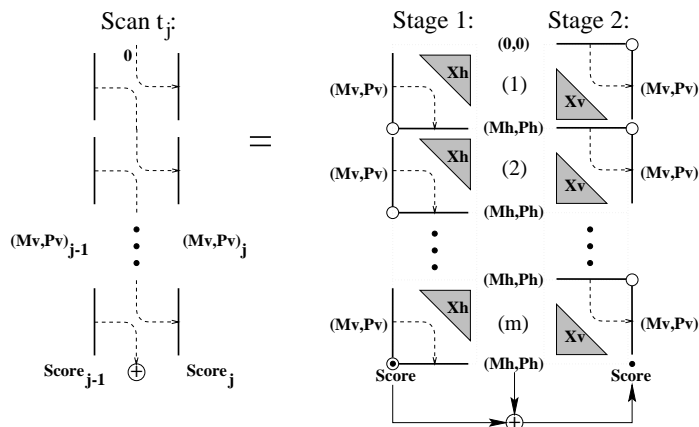 Scan t_j:
Stage 1:
Stage 2:
0
(0,0)
Xh
(Mv,Pv)
(1)
Xv
(Mv,Pv)
=
(Mh,Ph)
Xh
(Mv,Pv)
(2)
Xv
(Mv,Pv)
(Mh,Ph)
(Mv,Pv)_j-1
(Mv,Pv)_j
(Mh,Ph)
Xh
(Mv,Pv)
(m)
Xv
(Mv,Pv)
(Mh,Ph)
Score_j-1
Score_j
Score
Score
+
+